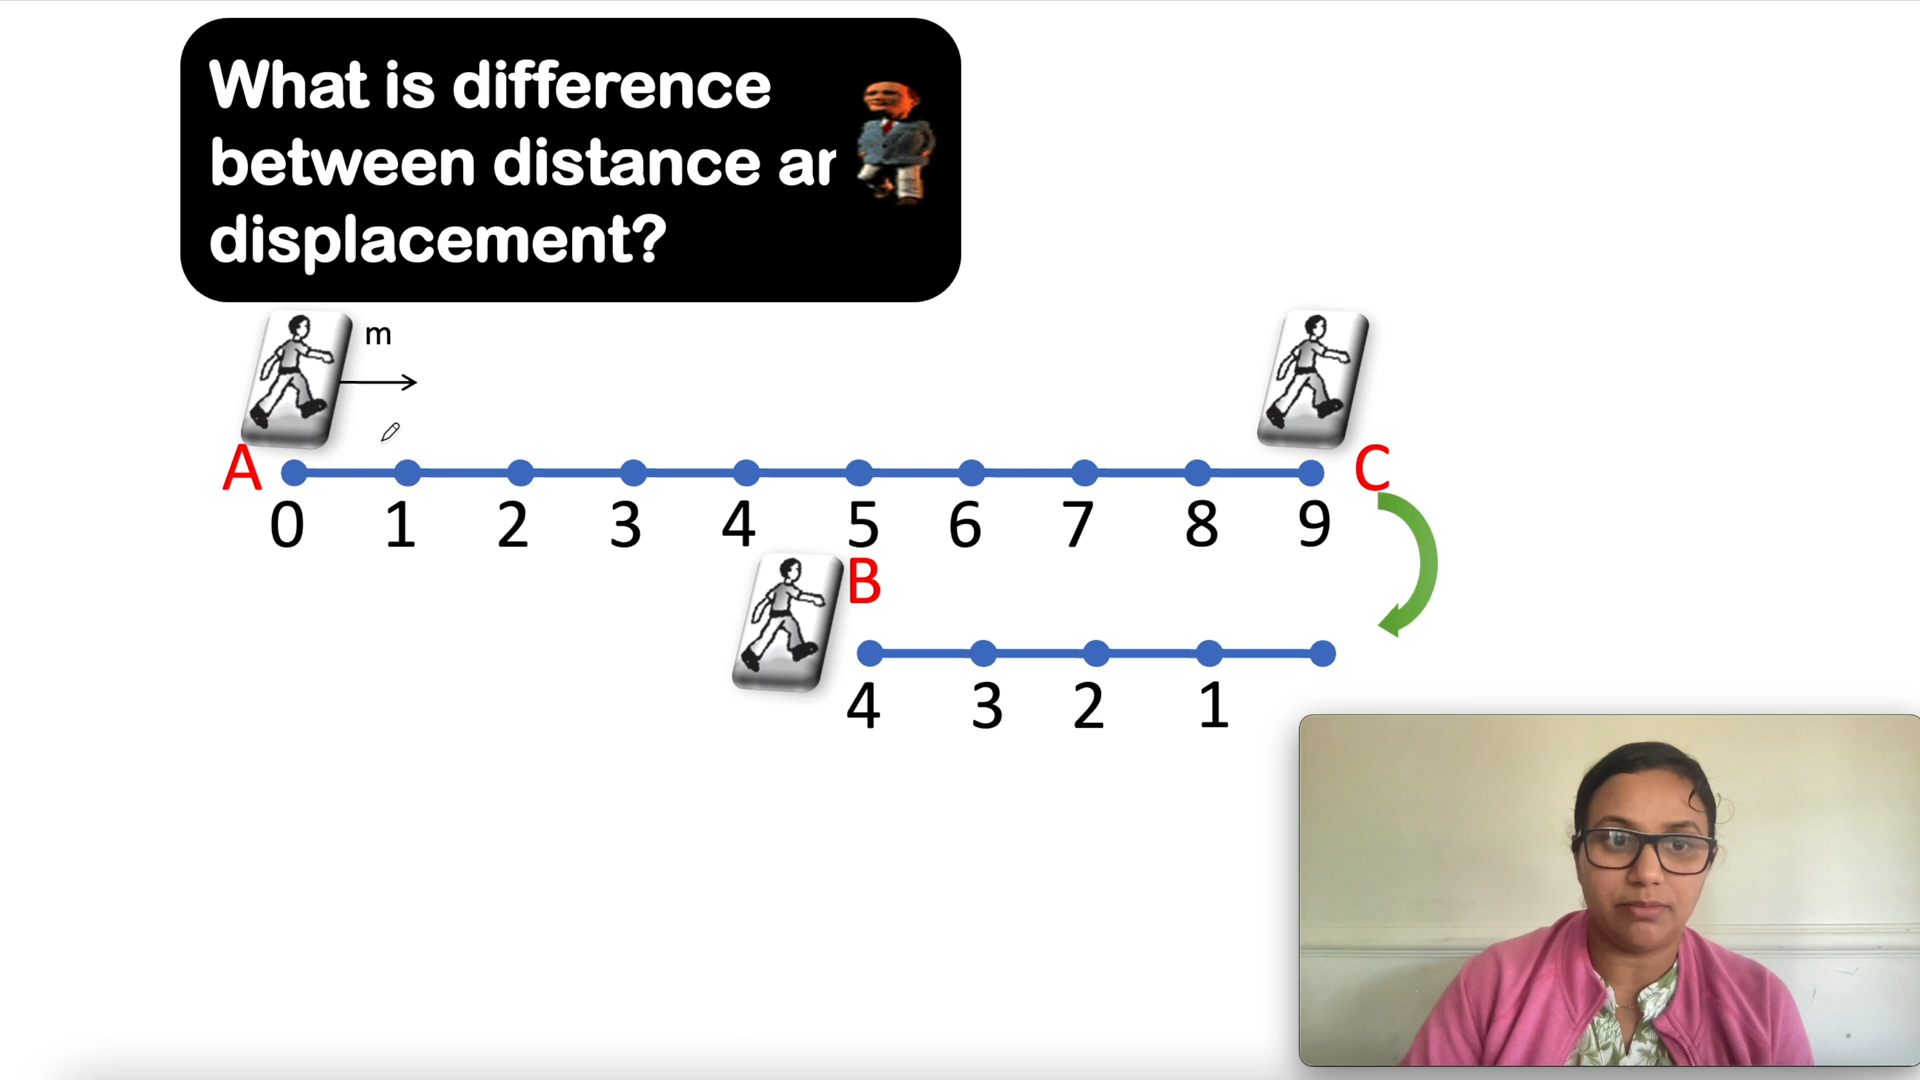 What is difference
between distance ar
displacement?
m
A
C
0 1 2 3 4 5 6 7 8 9
B
4 3 2 1